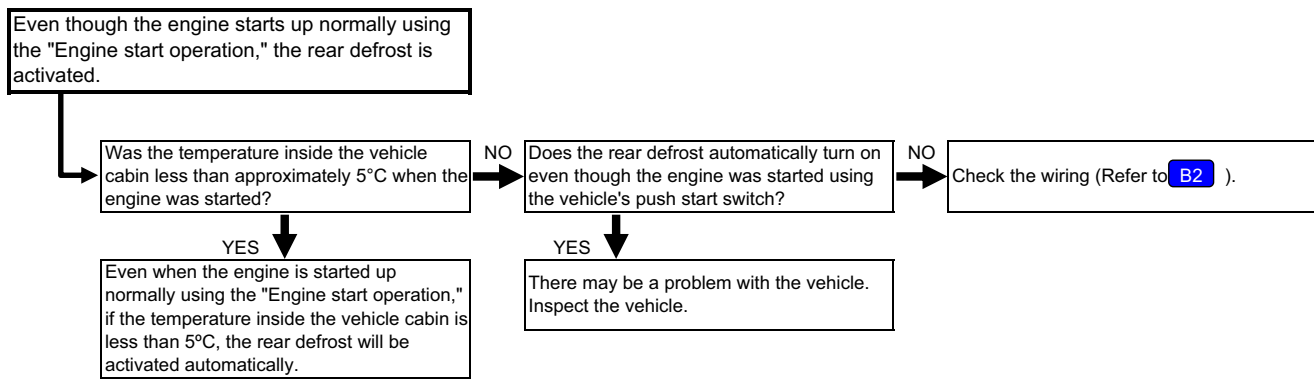 Even though the engine starts up normally using
the "Engine start operation," the rear defrost is
activated.
Was the temperature inside the vehicle
cabin less than approximately 5°C when the
engine was started?
NO
Does the rear defrost automatically turn on
even though the engine was started using
the vehicle's push start switch?
NO
Check the wiring (Refer to B2 ).
YES
Even when the engine is started up
normally using the "Engine start operation,"
if the temperature inside the vehicle cabin is
less than 5ºC, the rear defrost will be
activated automatically.
YES
There may be a problem with the vehicle.
Inspect the vehicle.